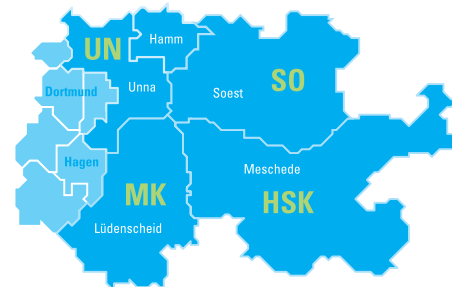 Hamm
UN
SO
Dortmund
Unna
Soest
Hagen
Meschede
MK
HSK
Lüdenscheid